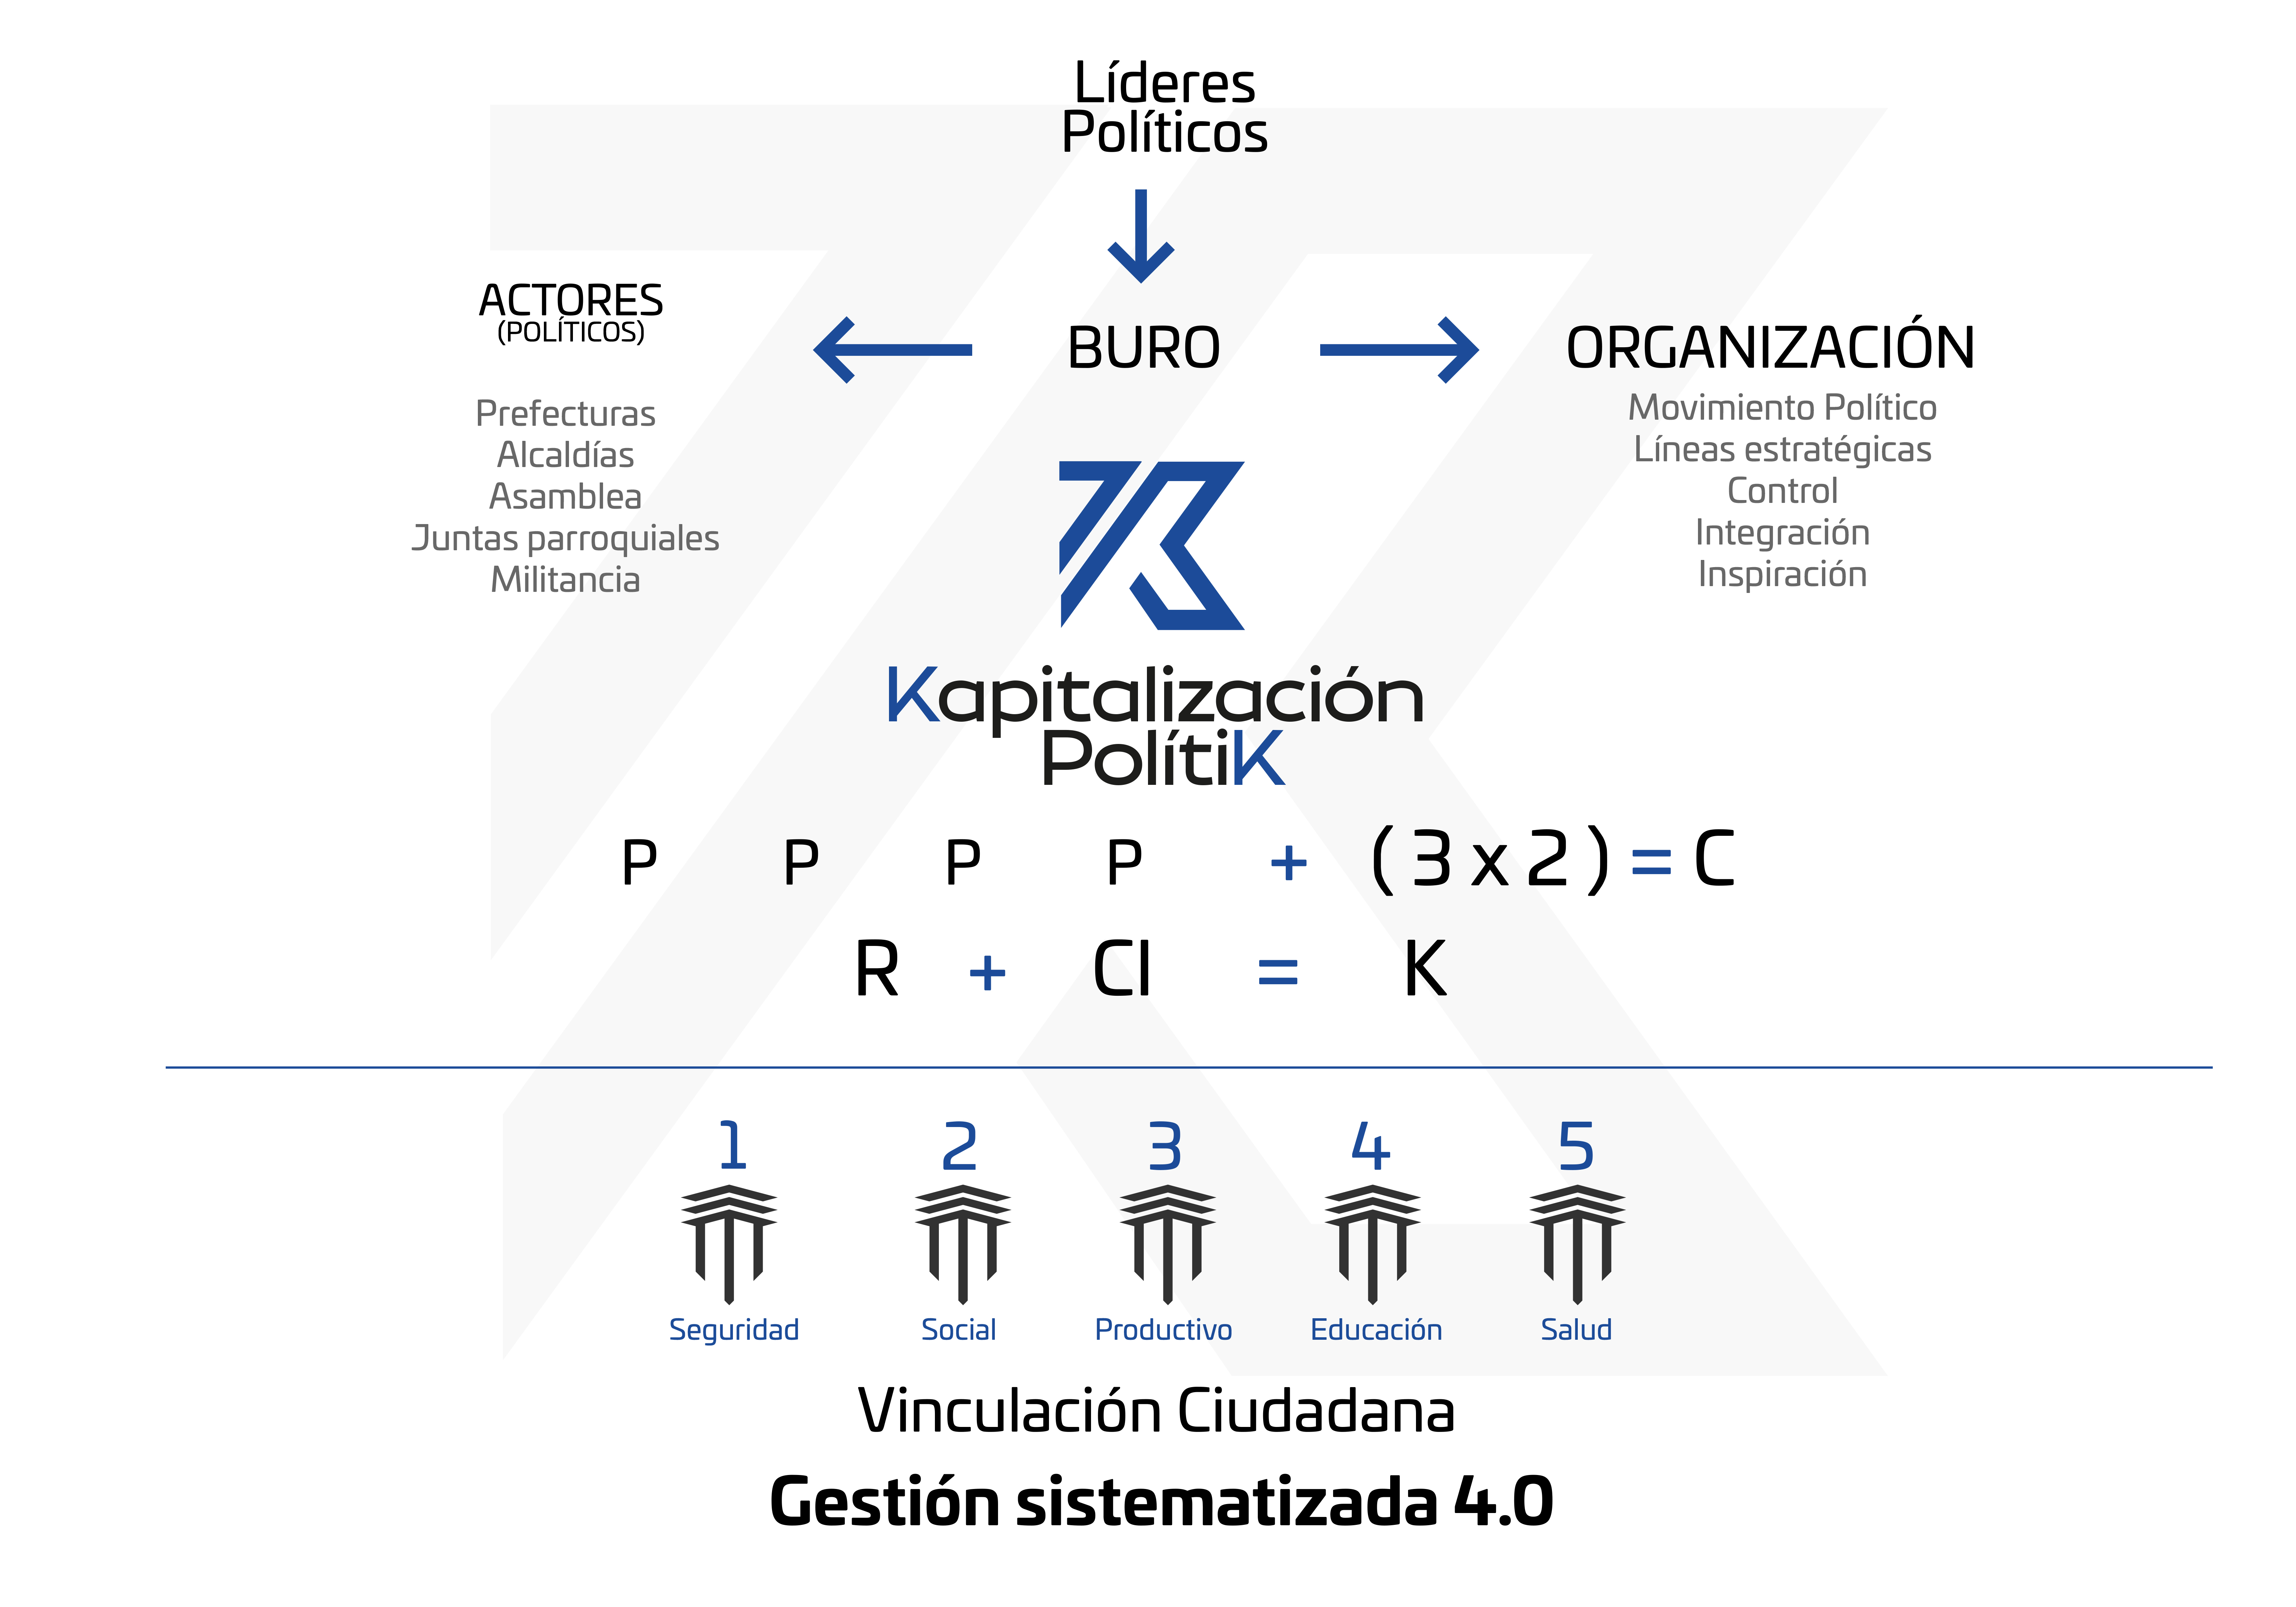 Líderes
Políticos
ACTORES
(POLÍTICOS)
Prefecturas
Alcaldías
Asamblea
Juntas parroquiales
Militancia
BURO
ORGANIZACIÓN
Movimiento Político
Líneas estratégicas
Control
Integración
Inspiración
Kapitalización
PolítiK
P P P P + ( 3 x 2 ) = C
R + CI = K
1 2 3 4 5
Seguridad Social Productivo Educación Salud
Vinculación Ciudadana
Gestión sistematizada 4.0